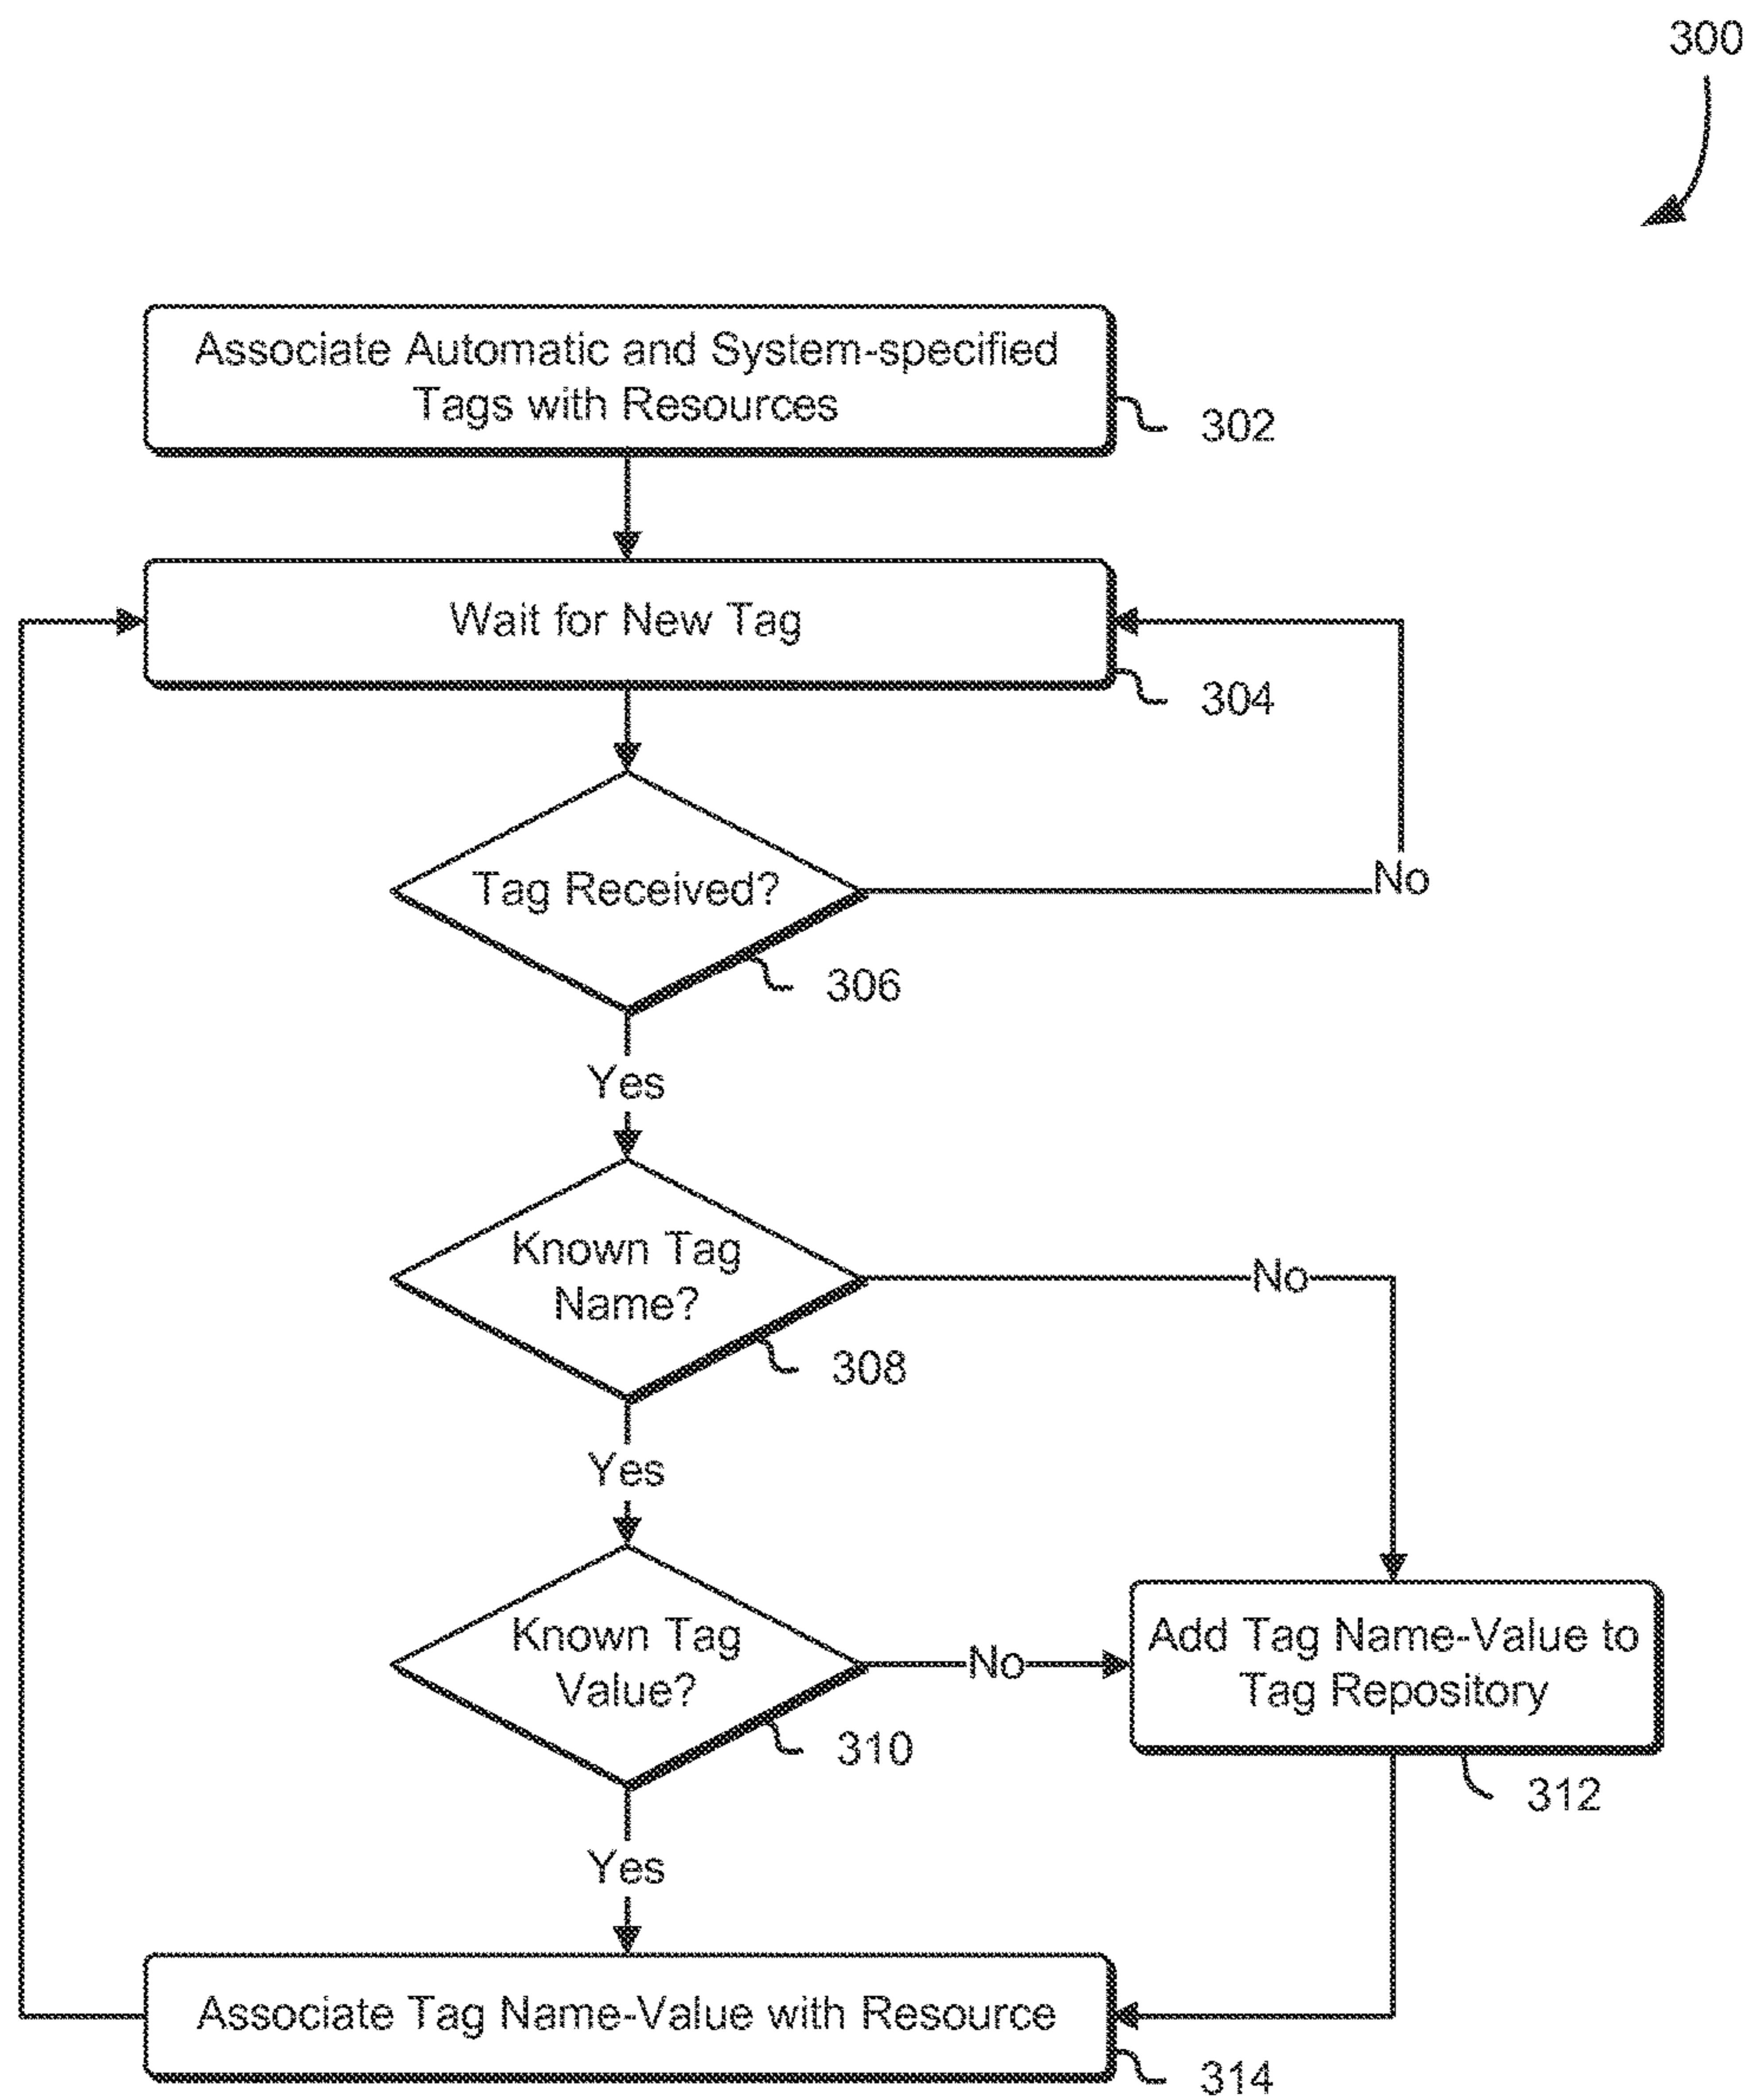 300
Associate Automatic and System-specified
Tags with Resources
302
Wait for New Tag
304
Tag Received?
No
306
Yes
Known Tag
Name?
No
308
Yes
Known Tag
Value?
No
Add Tag Name-Value to
Tag Repository
310
312
Yes
Associate Tag Name-Value with Resource
314